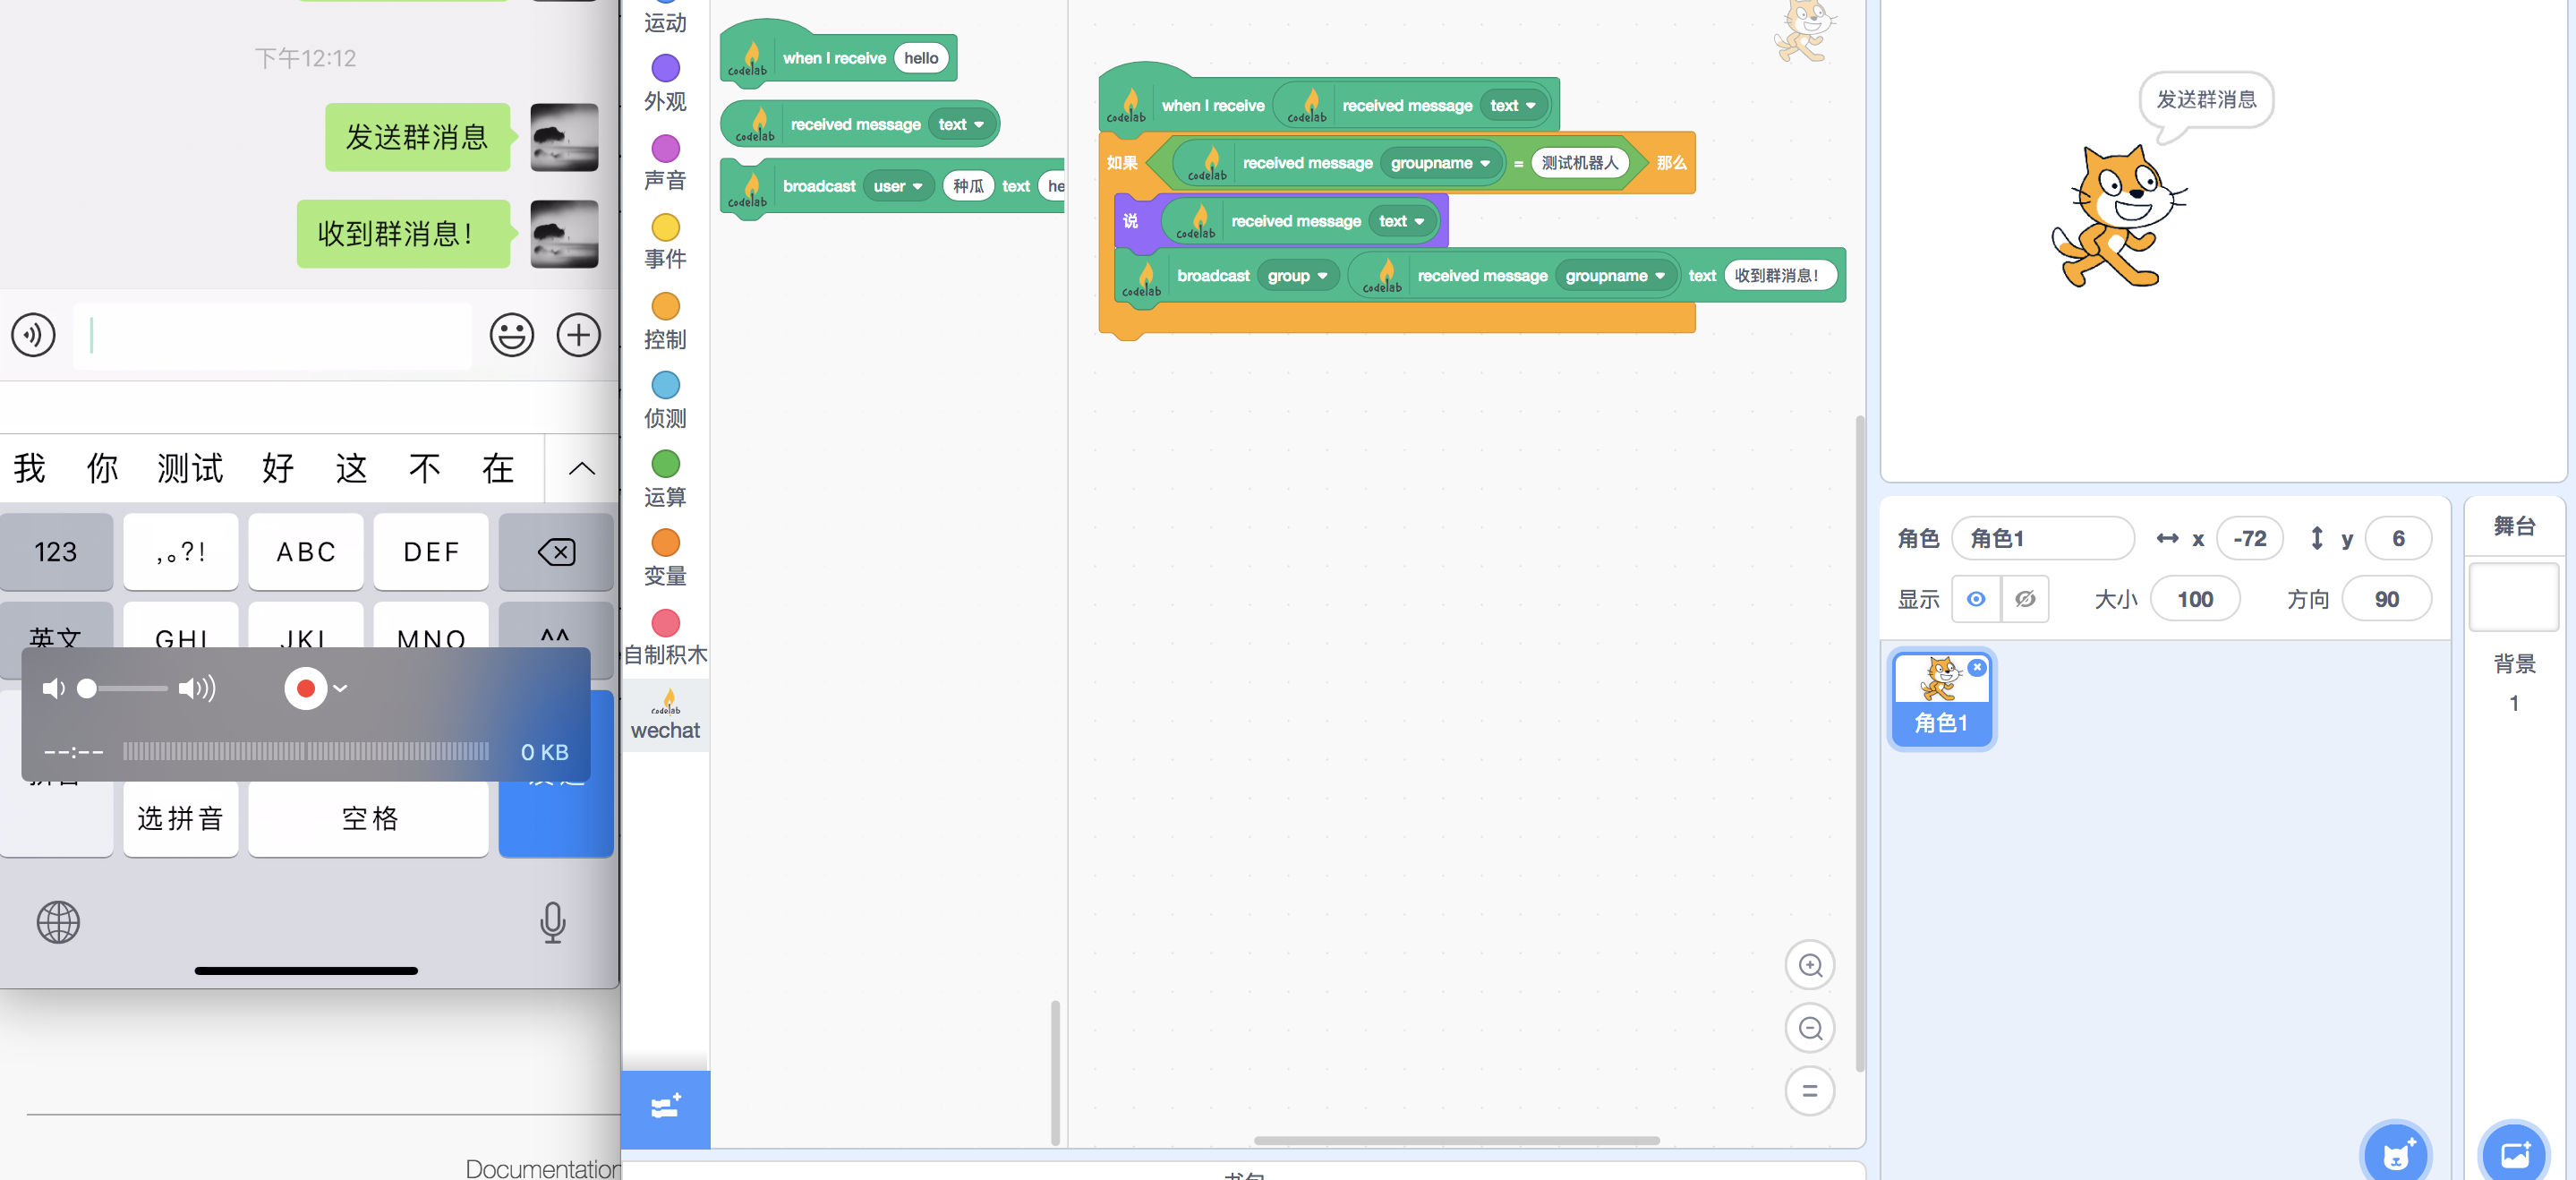 下午12:12
发送群消息
收到群消息！
我 你 测试 好 这 不 在
123 ,。?! ABC DEF
英文 GHI JKL MNO ^^
--:-- 0 KB
选拼音 空格
Documentation
运动
外观
声音
事件
控制
侦测
运算
变量
自制积木
codelab
wechat
codelab when I receive hello
codelab received message text
codelab broadcast user 种瓜 text he
codelab when I receive codelab received message text
如果 codelab received message groupname = 测试机器人 那么
说 codelab received message text
codelab broadcast group codelab received message groupname text 收到群消息！
发送群消息
角色 角色1 x -72 y 6
显示 大小 100 方向 90
角色1
舞台
背景
1